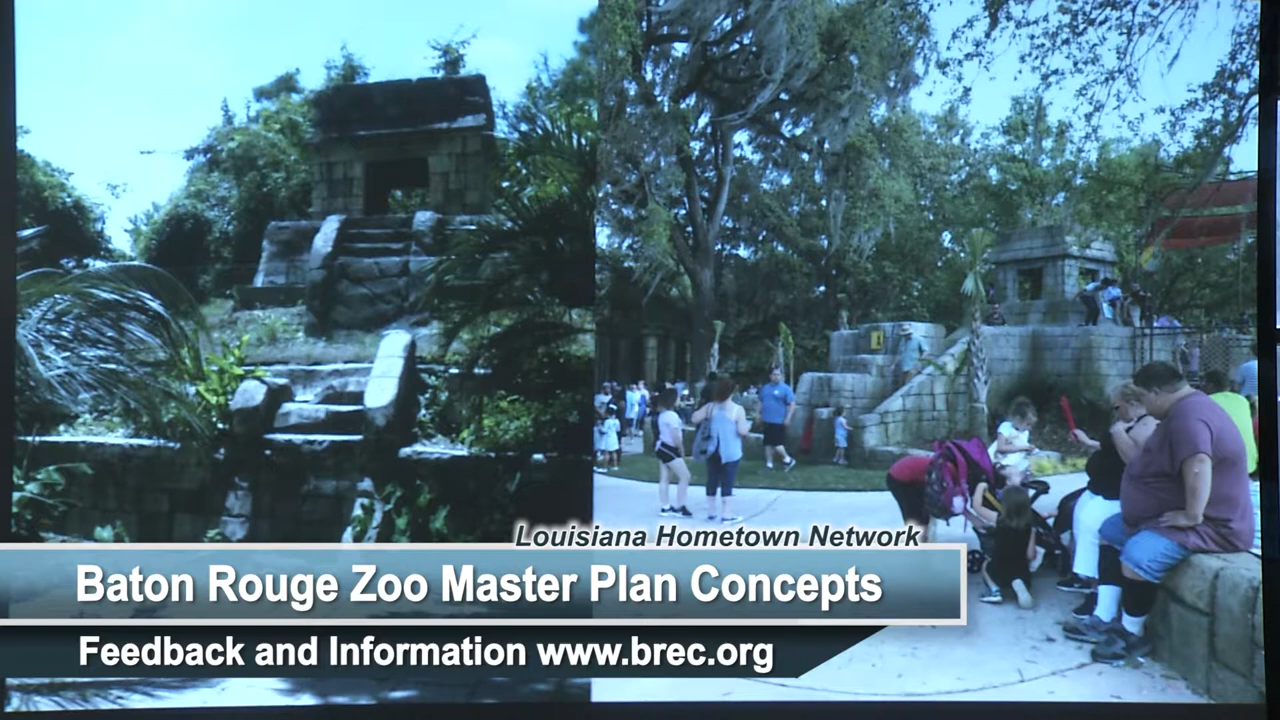 Louisiana Hometown Network
Baton Rouge Zoo Master Plan Concepts
Feedback and Information www.brec.org